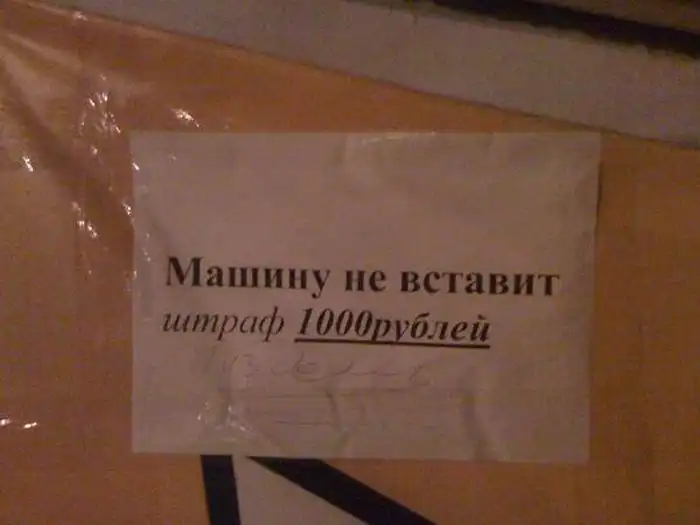 Машину не вставит
штраф 1000рублей